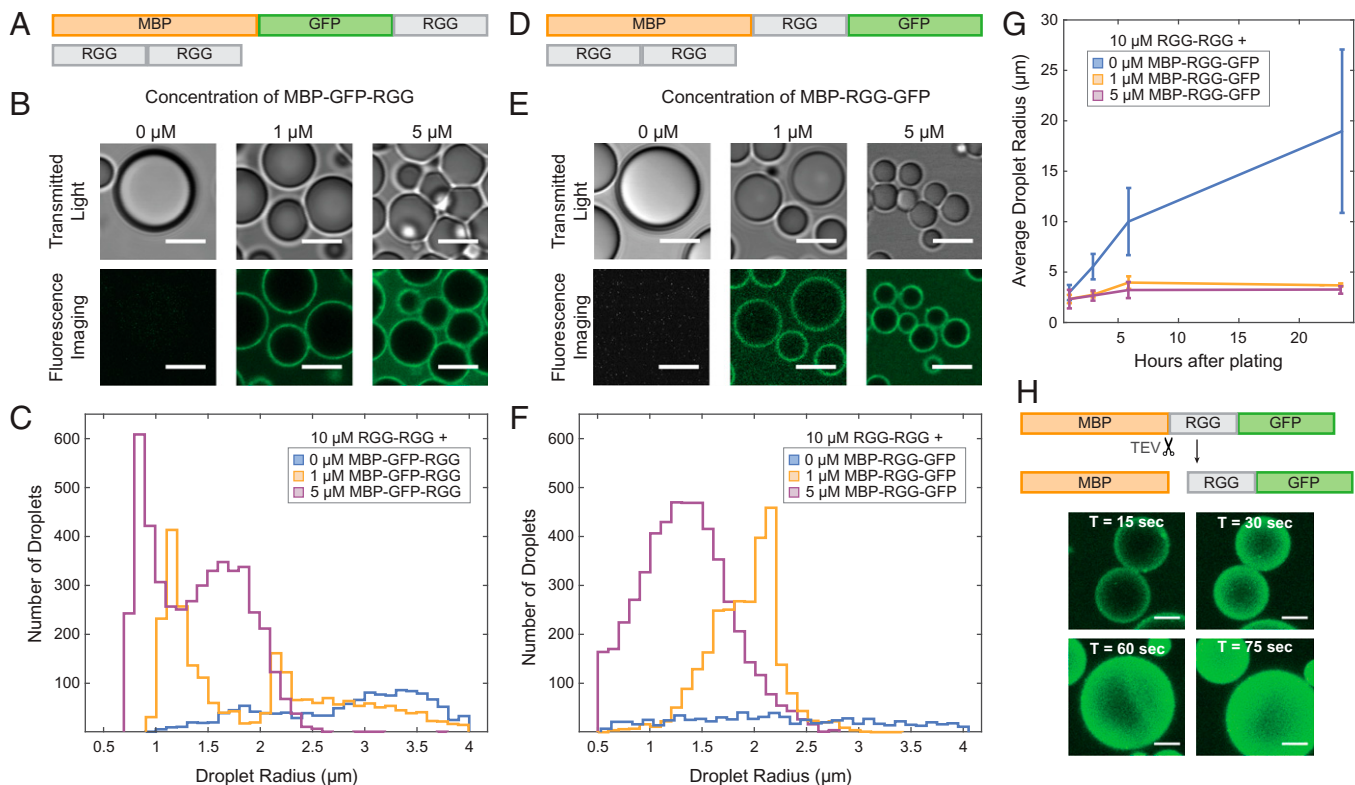 A
MBP GFP RGG
RGG RGG
B
Concentration of MBP-GFP-RGG
0 µM 1 µM 5 µM
Transmitted
Light
Fluorescence
Imaging
C
600
500
400
300
200
100
Number of Droplets
10 µM RGG-RGG +
0 µM MBP-GFP-RGG
1 µM MBP-GFP-RGG
5 µM MBP-GFP-RGG
0.5 1 1.5 2 2.5 3 3.5 4
Droplet Radius (µm)
D
MBP RGG GFP
RGG RGG
E
Concentration of MBP-RGG-GFP
0 µM 1 µM 5 µM
Transmitted
Light
Fluorescence
Imaging
F
600
500
400
300
200
100
Number of Droplets
10 µM RGG-RGG +
0 µM MBP-RGG-GFP
1 µM MBP-RGG-GFP
5 µM MBP-RGG-GFP
0.5 1 1.5 2 2.5 3 3.5 4
Droplet Radius (µm)
G
30
25
20
15
10
5
0
Average Droplet Radius (µm)
10 µM RGG-RGG +
0 µM MBP-RGG-GFP
1 µM MBP-RGG-GFP
5 µM MBP-RGG-GFP
5 10 15 20
Hours after plating
H
MBP RGG GFP
TEV
MBP RGG GFP
T = 15 sec T = 30 sec
T = 60 sec T = 75 sec